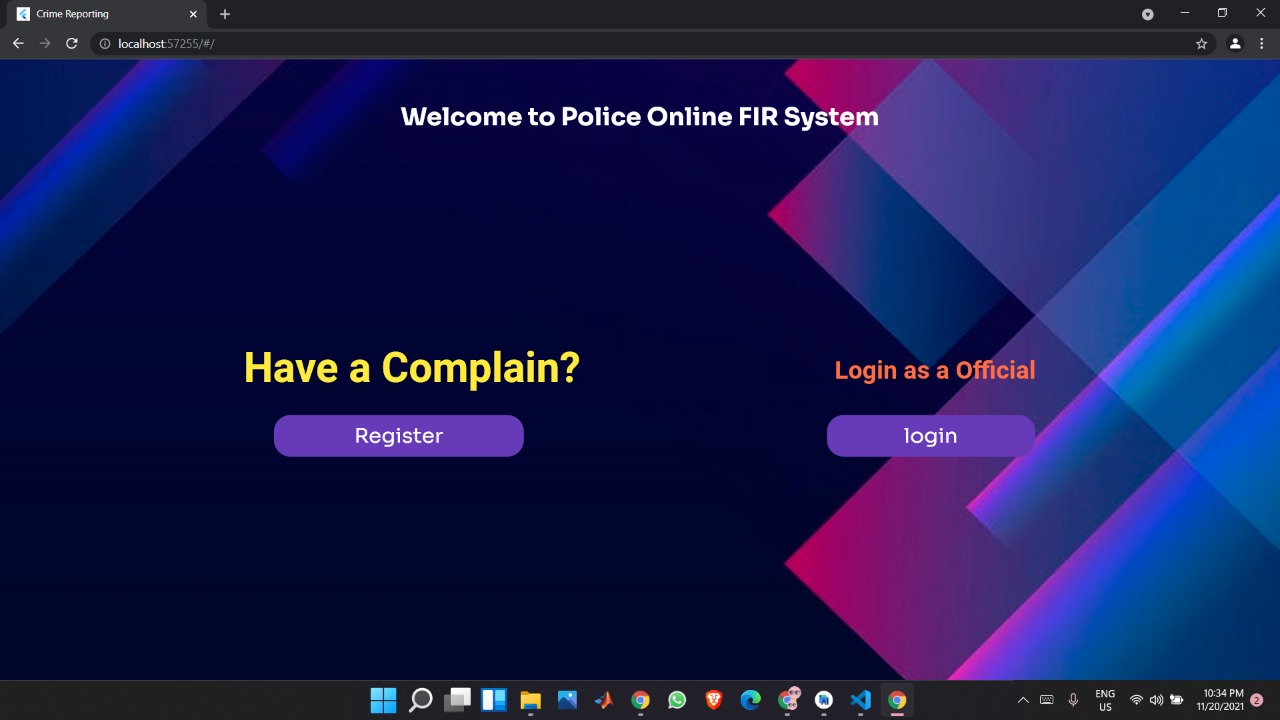 Crime Reporting
localhost:57255/#/
Welcome to Police Online FIR System
Have a Complain?
Login as a Official
Register
login
ENG
US
10:34 PM
11/20/2021
2